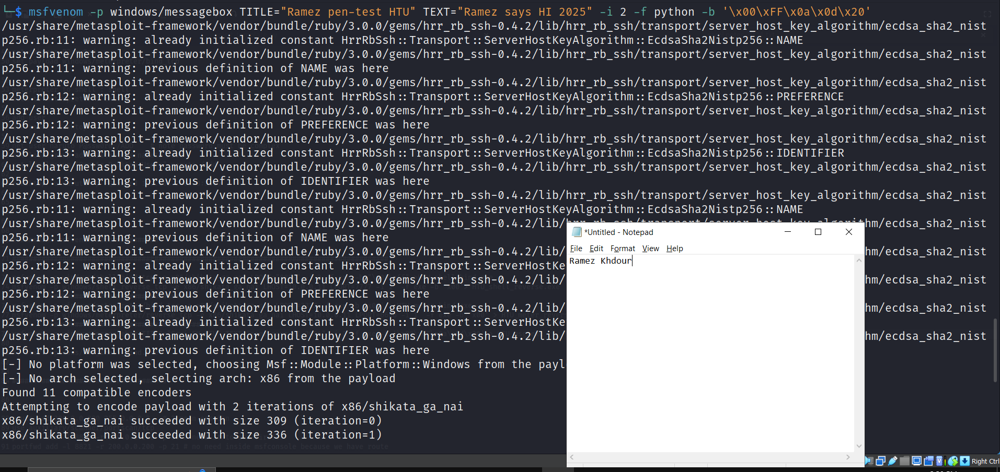 └─$ msfvenom -p windows/messagebox TITLE="Ramez pen-test HTU" TEXT="Ramez says HI 2025" -i 2 -f python -b '\x00\xFF\x0a\x0d\x20'
/usr/share/metasploit-framework/vendor/bundle/ruby/3.0.0/gems/hrr_rb_ssh-0.4.2/lib/hrr_rb_ssh/transport/server_host_key_algorithm/ecdsa_sha2_nist
p256.rb:11: warning: already initialized constant HrrRbSsh::Transport::ServerHostKeyAlgorithm::EcdsaSha2Nistp256::NAME
/usr/share/metasploit-framework/vendor/bundle/ruby/3.0.0/gems/hrr_rb_ssh-0.4.2/lib/hrr_rb_ssh/transport/server_host_key_algorithm/ecdsa_sha2_nist
p256.rb:11: warning: previous definition of NAME was here
/usr/share/metasploit-framework/vendor/bundle/ruby/3.0.0/gems/hrr_rb_ssh-0.4.2/lib/hrr_rb_ssh/transport/server_host_key_algorithm/ecdsa_sha2_nist
p256.rb:12: warning: already initialized constant HrrRbSsh::Transport::ServerHostKeyAlgorithm::EcdsaSha2Nistp256::PREFERENCE
/usr/share/metasploit-framework/vendor/bundle/ruby/3.0.0/gems/hrr_rb_ssh-0.4.2/lib/hrr_rb_ssh/transport/server_host_key_algorithm/ecdsa_sha2_nist
p256.rb:12: warning: previous definition of PREFERENCE was here
/usr/share/metasploit-framework/vendor/bundle/ruby/3.0.0/gems/hrr_rb_ssh-0.4.2/lib/hrr_rb_ssh/transport/server_host_key_algorithm/ecdsa_sha2_nist
p256.rb:13: warning: already initialized constant HrrRbSsh::Transport::ServerHostKeyAlgorithm::EcdsaSha2Nistp256::IDENTIFIER
/usr/share/metasploit-framework/vendor/bundle/ruby/3.0.0/gems/hrr_rb_ssh-0.4.2/lib/hrr_rb_ssh/transport/server_host_key_algorithm/ecdsa_sha2_nist
p256.rb:13: warning: previous definition of IDENTIFIER was here
/usr/share/metasploit-framework/vendor/bundle/ruby/3.0.0/gems/hrr_rb_ssh-0.4.2/lib/hrr_rb_ssh/transport/server_host_key_algorithm/ecdsa_sha2_nist
p256.rb:11: warning: already initialized constant HrrRbSsh::Transport::ServerHostKeyAlgorithm::EcdsaSha2Nistp256::NAME
/usr/share/metasploit-framework/vendor/bundle/ruby/3.0.0/gems/hrr_rb_ssh-0.4.2/lib/hrr_rb_ssh/transport/server_host_key_algorithm/ecdsa_sha2_nist
p256.rb:11: warning: previous definition of NAME was here
/usr/share/metasploit-framework/vendor/bundle/ruby/3.0.0/gems/hrr_rb_ssh-0.4.2/lib/ hm/ecdsa_sha2_nist
p256.rb:12: warning: already initialized constant HrrRbSsh::Transport::ServerHostKe
/usr/share/metasploit-framework/vendor/bundle/ruby/3.0.0/gems/hrr_rb_ssh-0.4.2/lib/ hm/ecdsa_sha2_nist
p256.rb:12: warning: previous definition of PREFERENCE was here
/usr/share/metasploit-framework/vendor/bundle/ruby/3.0.0/gems/hrr_rb_ssh-0.4.2/lib/ hm/ecdsa_sha2_nist
p256.rb:13: warning: already initialized constant HrrRbSsh::Transport::ServerHostKe
/usr/share/metasploit-framework/vendor/bundle/ruby/3.0.0/gems/hrr_rb_ssh-0.4.2/lib/ hm/ecdsa_sha2_nist
p256.rb:13: warning: previous definition of IDENTIFIER was here
[-] No platform was selected, choosing Msf::Module::Platform::Windows from the payl
[-] No arch selected, selecting arch: x86 from the payload
Found 11 compatible encoders
Attempting to encode payload with 2 iterations of x86/shikata_ga_nai
x86/shikata_ga_nai succeeded with size 309 (iteration=0)
x86/shikata_ga_nai succeeded with size 336 (iteration=1)
91 portfwd add -l 8821 -r 200.0.0.200 -p 21 # no need inside msfconsole because we have route
*Untitled - Notepad
File Edit Format View Help
Ramez Khdour
Right Ctrl